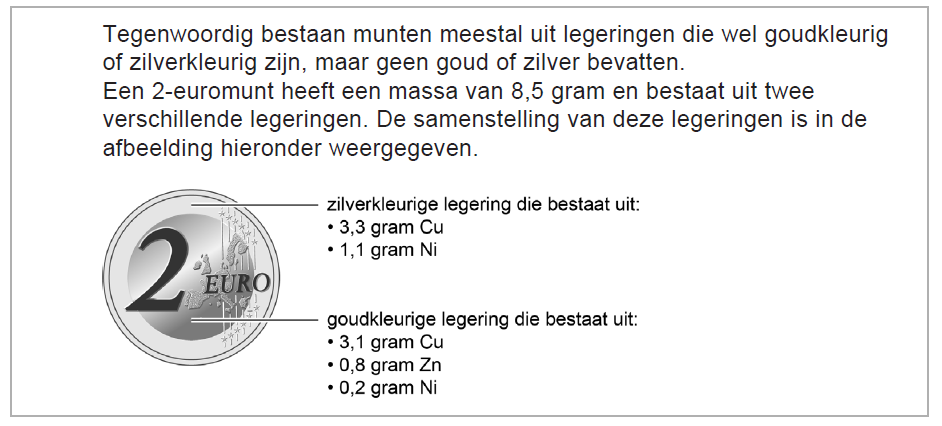 Tegenwoordig bestaan munten meestal uit legeringen die wel goudkleurig
of zilverkleurig zijn, maar geen goud of zilver bevatten.
Een 2-euromunt heeft een massa van 8,5 gram en bestaat uit twee
verschillende legeringen. De samenstelling van deze legeringen is in de
afbeelding hieronder weergegeven.
zilverkleurige legering die bestaat uit:
• 3,3 gram Cu
• 1,1 gram Ni
2
EURO
goudkleurige legering die bestaat uit:
• 3,1 gram Cu
• 0,8 gram Zn
• 0,2 gram Ni